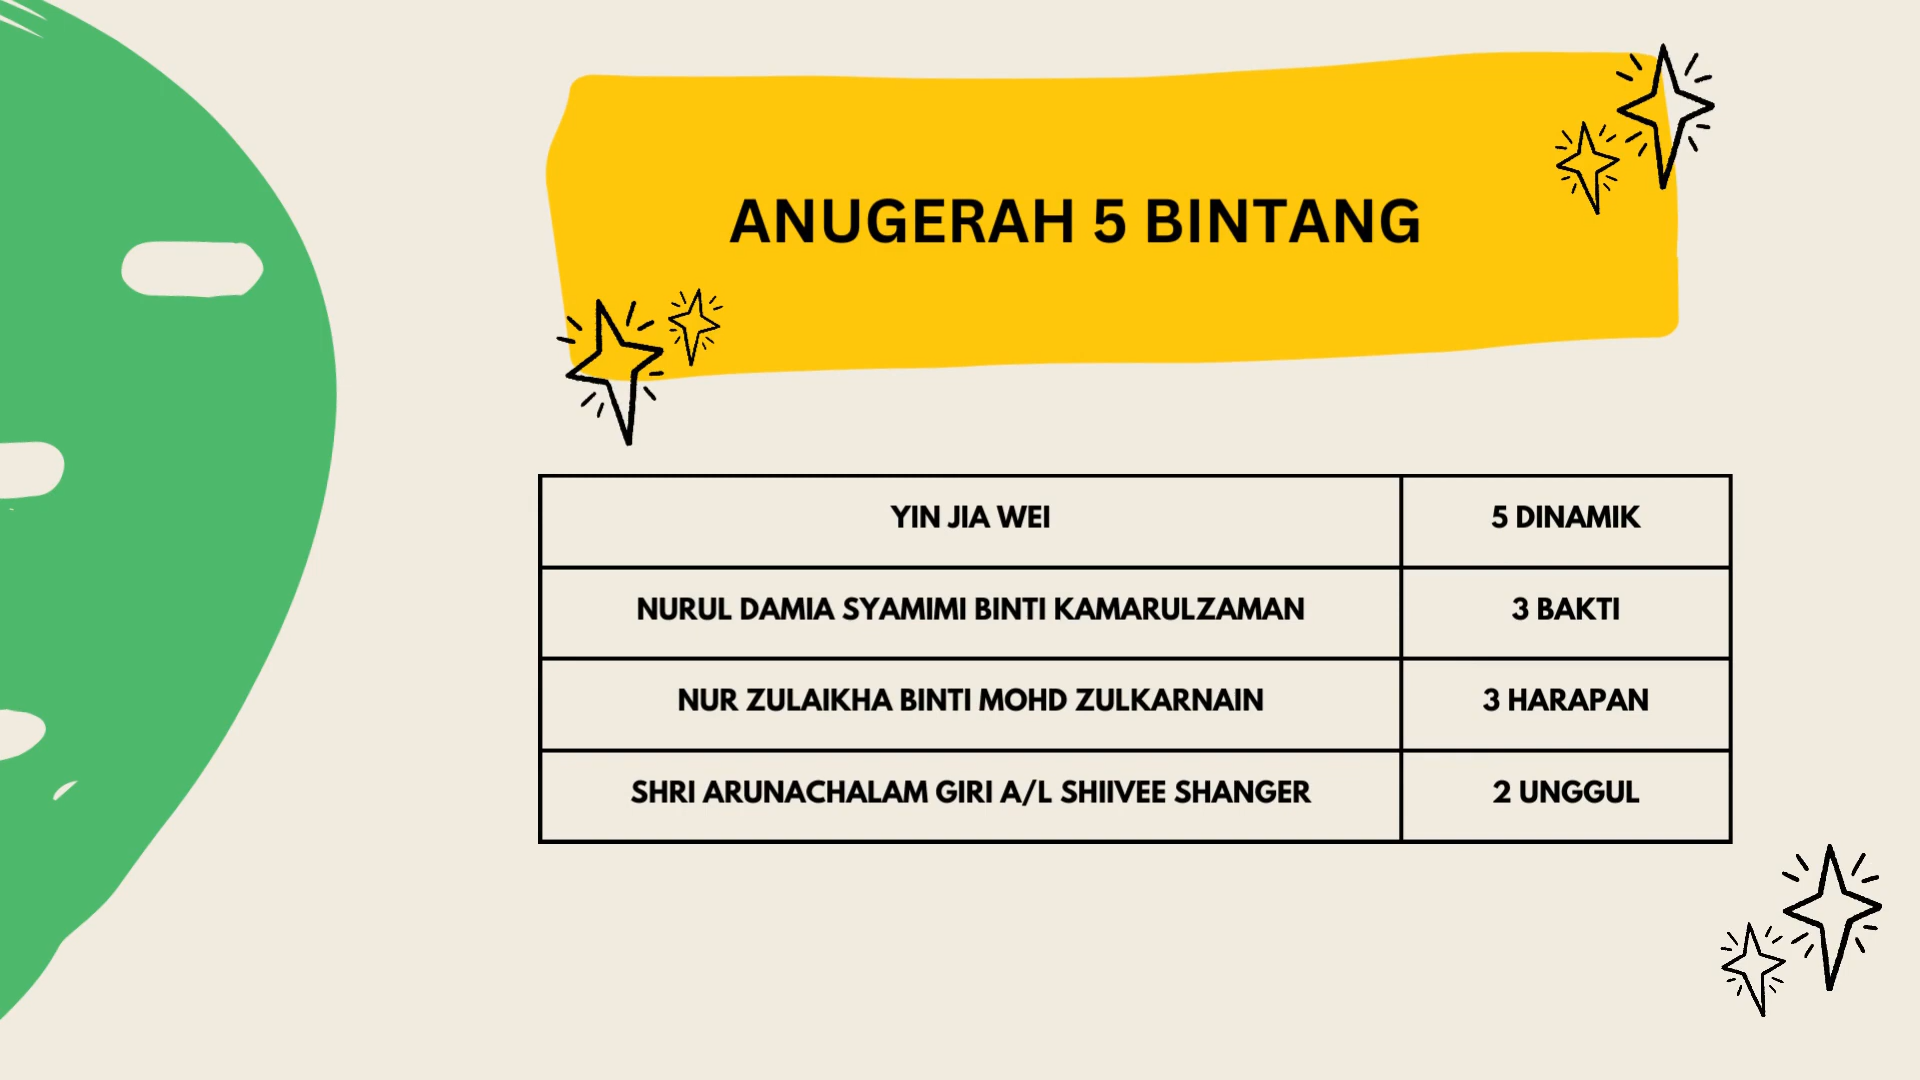 ANUGERAH 5 BINTANG
YIN JIA WEI 5 DINAMIK
NURUL DAMIA SYAMIMI BINTI KAMARULZAMAN 3 BAKTI
NUR ZULAIKHA BINTI MOHD ZULKARNAIN 3 HARAPAN
SHRI ARUNACHALAM GIRI A/L SHIIVEE SHANGER 2 UNGGUL